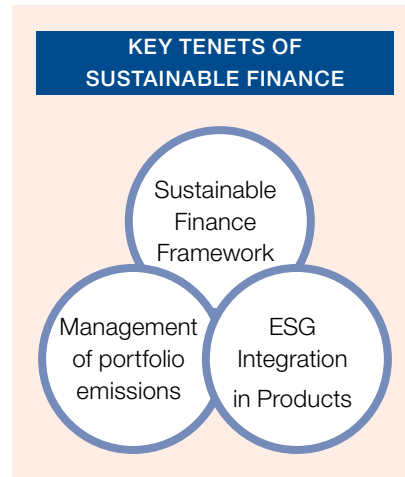 KEY TENETS OF
SUSTAINABLE FINANCE
Sustainable
Finance
Framework
Management
of portfolio
emissions
ESG
Integration
in Products